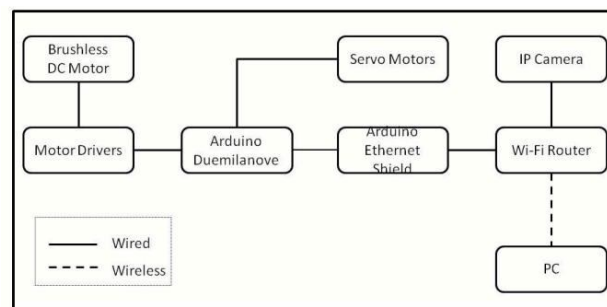 Brushless
DC Motor
Servo Motors
IP Camera
Motor Drivers
Arduino
Duemilanove
Arduino
Ethernet
Shield
Wi-Fi Router
Wired
Wireless
PC